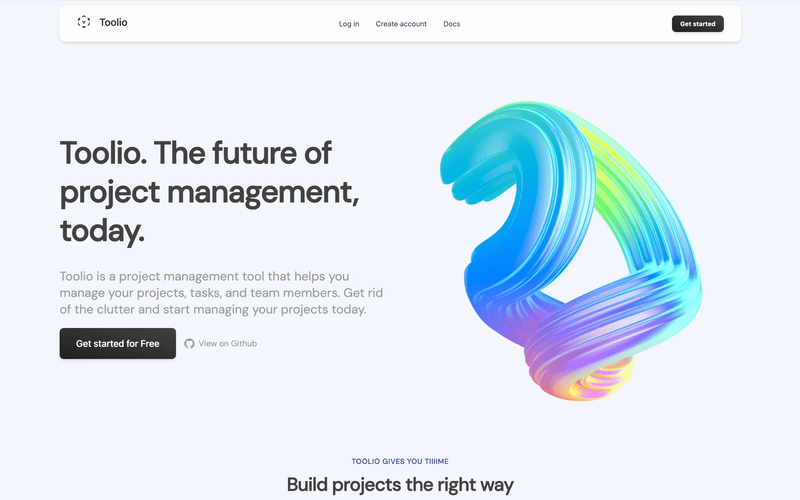 Toolio
Log in
Create account
Docs
Get started
Toolio. The future of
project management,
today.
Toolio is a project management tool that helps you
manage your projects, tasks, and team members. Get rid
of the clutter and start managing your projects today.
Get started for Free
View on Github
TOOLIO GIVES YOU TIIIIME
Build projects the right way